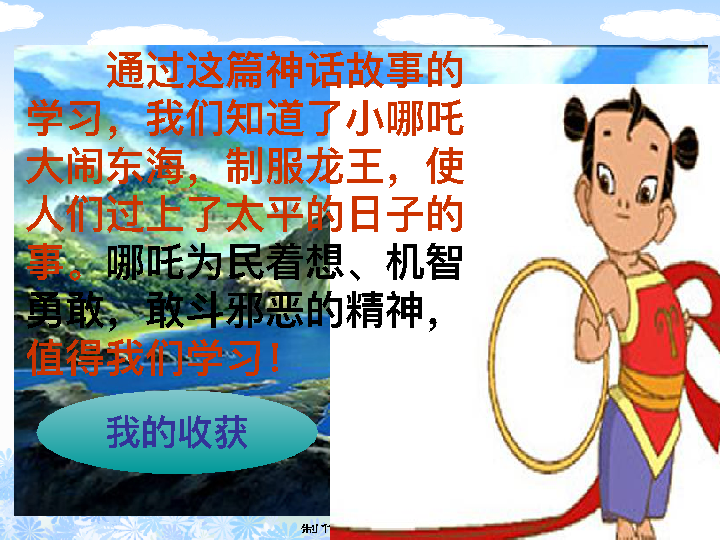 通过这篇神话故事的
学习，我们知道了小哪吒
大闹东海，制服龙王，使
人们过上了太平的日子的
事。哪吒为民着想、机智
勇敢，敢斗邪恶的精神，
值得我们学习！
我的收获